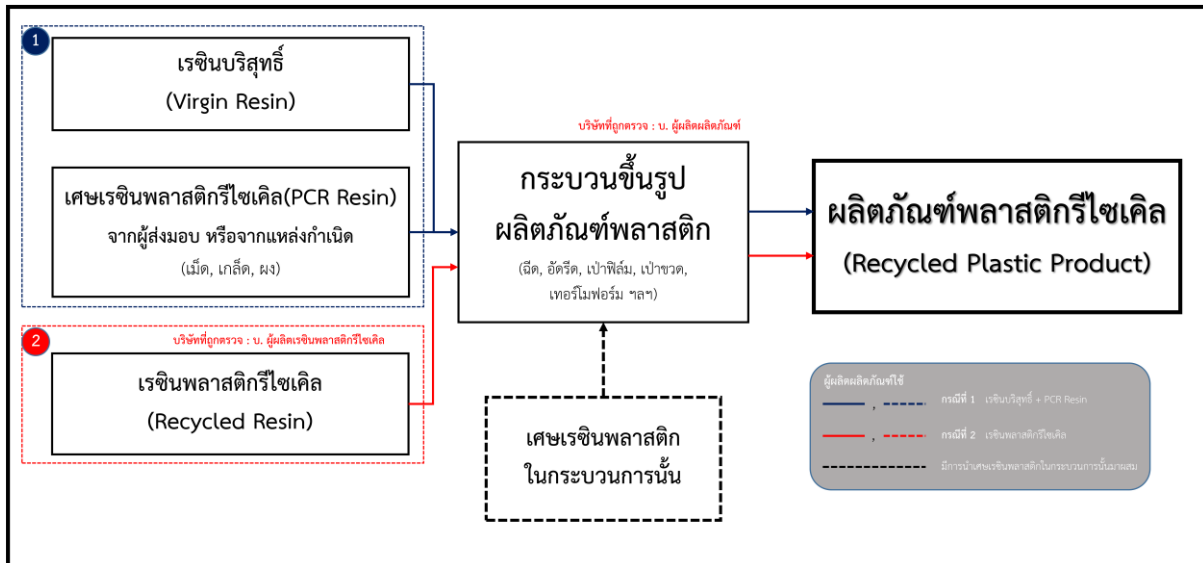 1
เรซินบริสุทธิ์
(Virgin Resin)
เศษเรซินพลาสติกรีไซเคิล(PCR Resin)
จากผู้ส่งมอบ หรือจากแหล่งกำเนิด
(เม็ด, เกล็ด, ผง)
2
บริษัทที่ถูกตรวจ : บ. ผู้ผลิตเรซินพลาสติกรีไซเคิล
เรซินพลาสติกรีไซเคิล
(Recycled Resin)
บริษัทที่ถูกตรวจ : บ. ผู้ผลิตผลิตภัณฑ์
กระบวนขึ้นรูป
ผลิตภัณฑ์พลาสติก
(ฉีด, อัดรีด, เป่าฟิล์ม, เป่าขวด,
เทอร์โมฟอร์ม ฯลฯ)
เศษเรซินพลาสติก
ในกระบวนการนั้น
ผลิตภัณฑ์พลาสติกรีไซเคิล
(Recycled Plastic Product)
ผู้ผลิตผลิตภัณฑ์ใช้
, กรณีที่ 1 เรซินบริสุทธิ์ + PCR Resin
, กรณีที่ 2 เรซินพลาสติกรีไซเคิล
มีการนำเศษเรซินพลาสติกในกระบวนการนั้นมาผสม